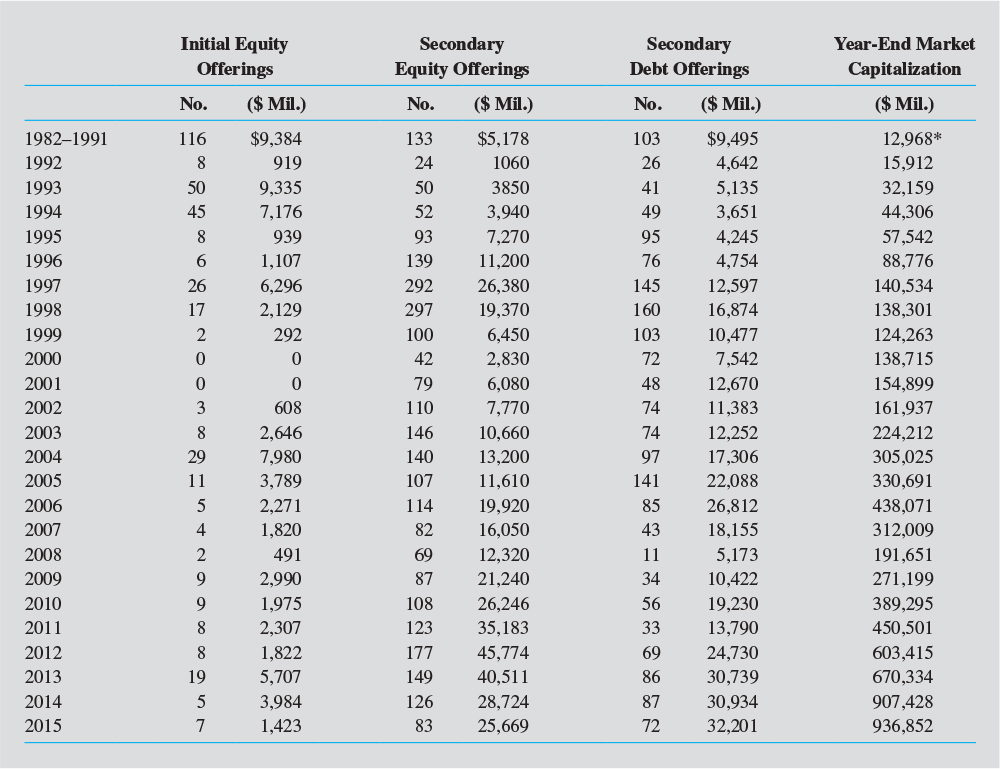 Initial Equity Secondary Secondary Year-End Market
Offerings Equity Offerings Debt Offerings Capitalization
No. ($ Mil.) No. ($ Mil.) No. ($ Mil.) ($ Mil.)
1982–1991 116 $9,384 133 $5,178 103 $9,495 12,968*
1992 8 919 24 1060 26 4,642 15,912
1993 50 9,335 50 3850 41 5,135 32,159
1994 45 7,176 52 3,940 49 3,651 44,306
1995 8 939 93 7,270 95 4,245 57,542
1996 6 1,107 139 11,200 76 4,754 88,776
1997 26 6,296 292 26,380 145 12,597 140,534
1998 17 2,129 297 19,370 160 16,874 138,301
1999 2 292 100 6,450 103 10,477 124,263
2000 0 0 42 2,830 72 7,542 138,715
2001 0 0 79 6,080 48 12,670 154,899
2002 3 608 110 7,770 74 11,383 161,937
2003 8 2,646 146 10,660 74 12,252 224,212
2004 29 7,980 140 13,200 97 17,306 305,025
2005 11 3,789 107 11,610 141 22,088 330,691
2006 5 2,271 114 19,920 85 26,812 438,071
2007 4 1,820 82 16,050 43 18,155 312,009
2008 2 491 69 12,320 11 5,173 191,651
2009 9 2,990 87 21,240 34 10,422 271,199
2010 9 1,975 108 26,246 56 19,230 389,295
2011 8 2,307 123 35,183 33 13,790 450,501
2012 8 1,822 177 45,774 69 24,730 603,415
2013 19 5,707 149 40,511 86 30,739 670,334
2014 5 3,984 126 28,724 87 30,934 907,428
2015 7 1,423 83 25,669 72 32,201 936,852